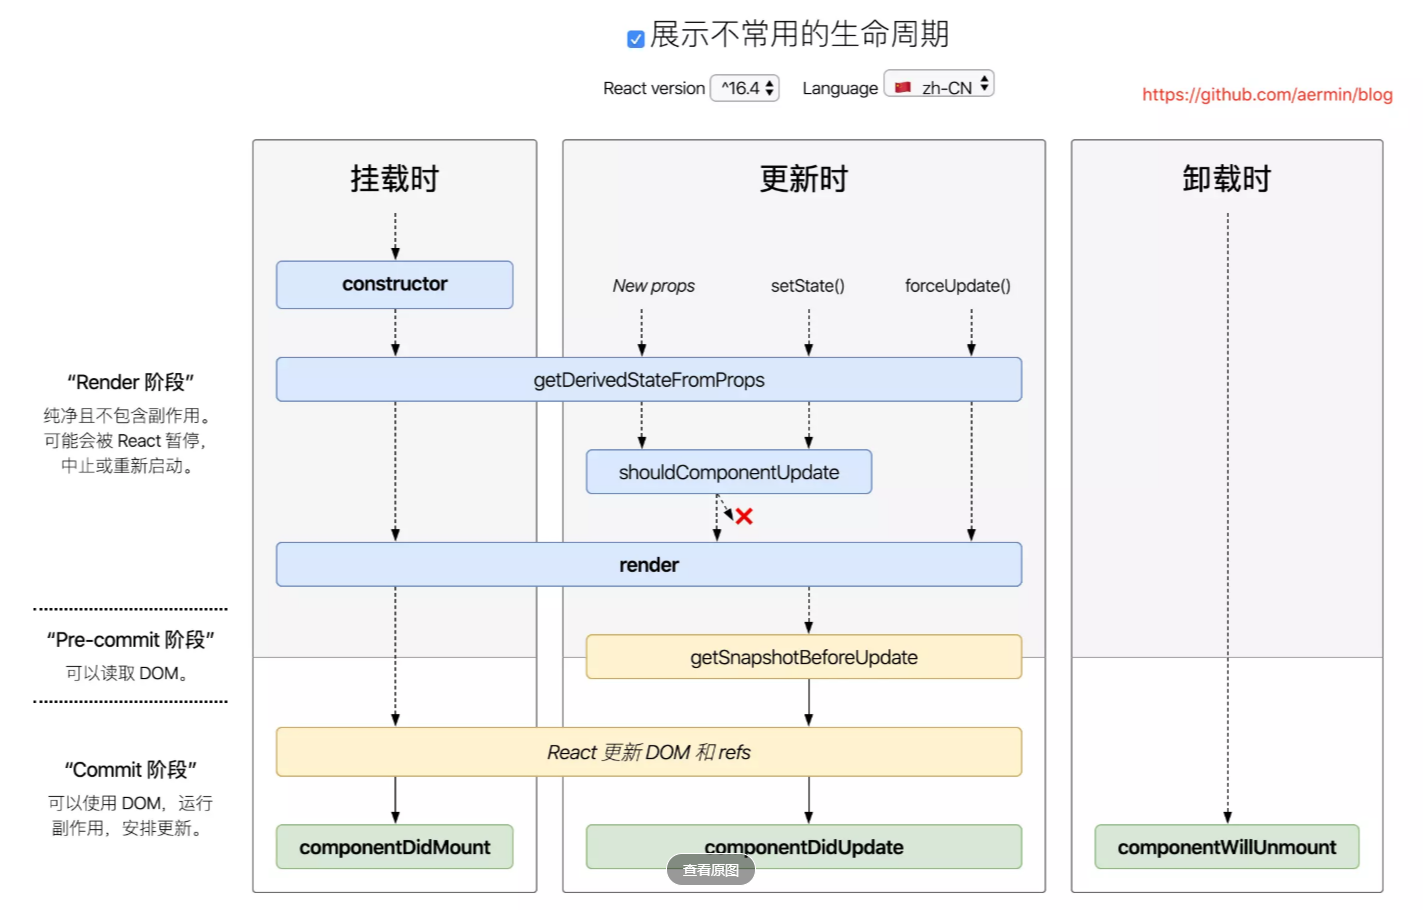 展示不常用的生命周期
React version ^16.4 Language zh-CN
https://github.com/aermin/blog
挂载时
更新时
卸载时
constructor
New props
setState()
forceUpdate()
“Render 阶段”
纯净且不包含副作用。
可能会被 React 暂停，
中止或重新启动。
getDerivedStateFromProps
shouldComponentUpdate
render
“Pre-commit 阶段”
可以读取 DOM。
getSnapshotBeforeUpdate
“Commit 阶段”
可以使用 DOM，运行
副作用，安排更新。
React 更新 DOM 和 refs
componentDidMount
componentDidUpdate
componentWillUnmount
查看原图